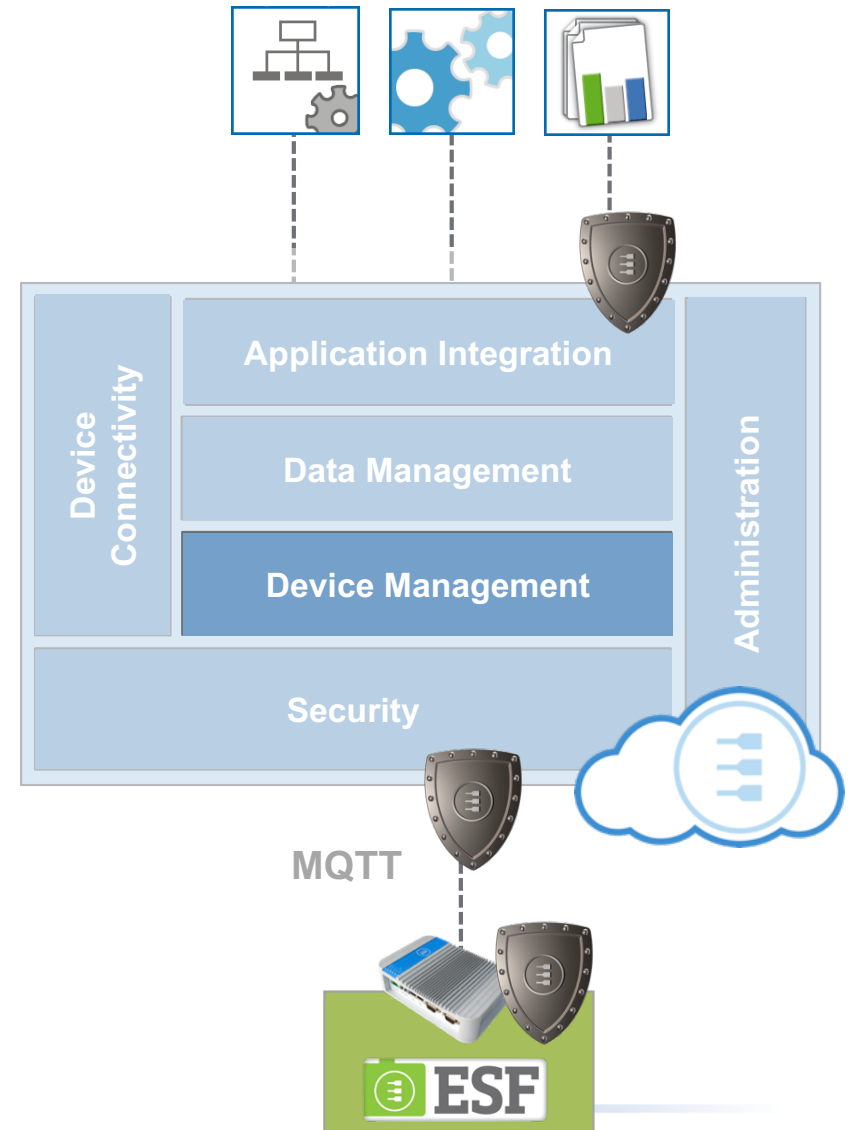 Device
Connectivity
Application Integration
Data Management
Device Management
Administration
Security
MQTT
ESF